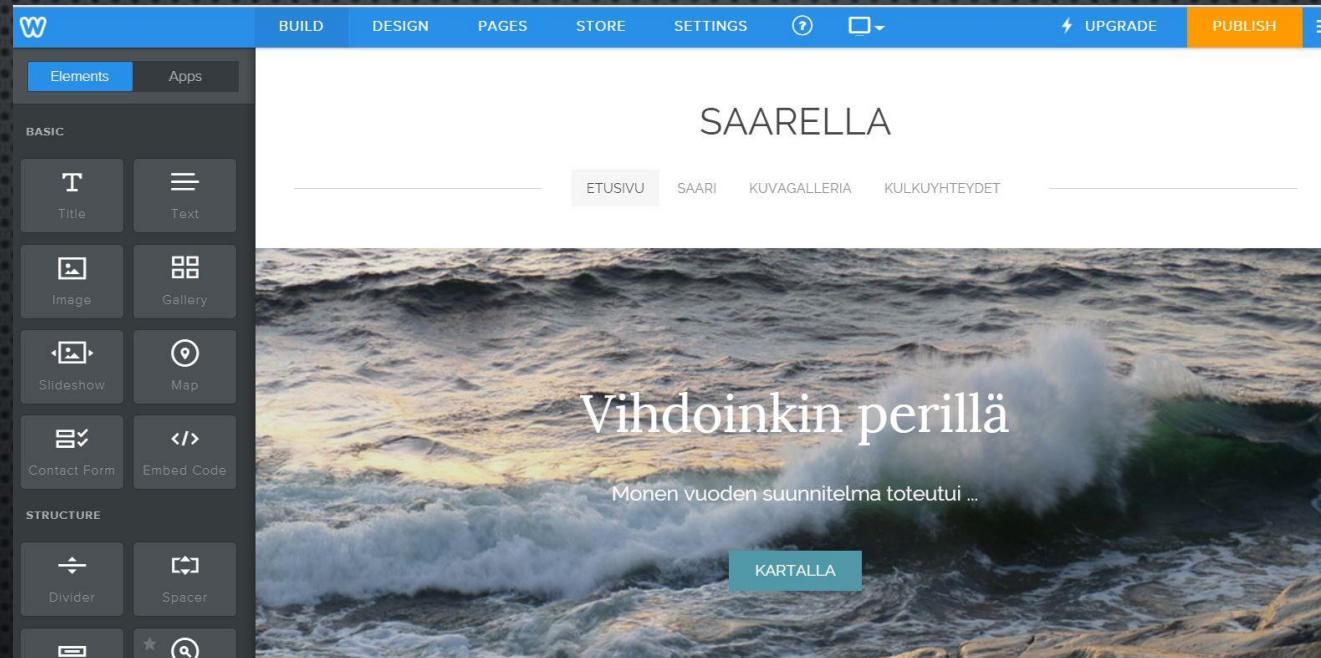 BUILD DESIGN PAGES STORE SETTINGS ? UPGRADE PUBLISH
Elements Apps
BASIC
Title Text
Image Gallery
Slideshow Map
Contact Form Embed Code
STRUCTURE
Divider Spacer
SAARELLA
ETUSIVU SAARI KUVAGALLERIA KULKUYHTEYDET
Vihdoinkin perillä
Monen vuoden suunnitelma toteutui ...
KARTALLA